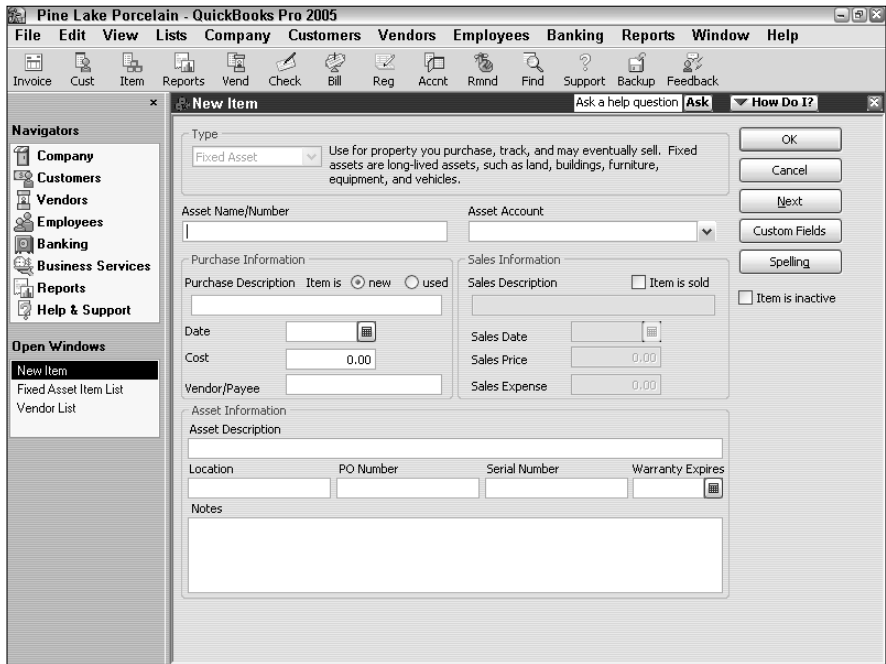 Pine Lake Porcelain - QuickBooks Pro 2005
File Edit View Lists Company Customers Vendors Employees Banking Reports Window Help
Invoice Cust Item Reports Vend Check Bill Reg Accnt Rmnd Find Support Backup Feedback
New Item Ask a help question Ask How Do I?
Navigators
Company
Customers
Vendors
Employees
Banking
Business Services
Reports
Help & Support
Open Windows
New Item
Fixed Asset Item List
Vendor List
Type
Fixed Asset
Use for property you purchase, track, and may eventually sell. Fixed
assets are long-lived assets, such as land, buildings, furniture,
equipment, and vehicles.
Asset Name/Number
Asset Account
Purchase Information
Purchase Description Item is new used
Date
Cost 0.00
Vendor/Payee
Sales Information
Sales Description Item is sold
Sales Date
Sales Price 0.00
Sales Expense 0.00
Asset Information
Asset Description
Location PO Number Serial Number Warranty Expires
Notes
OK
Cancel
Next
Custom Fields
Spelling
Item is inactive